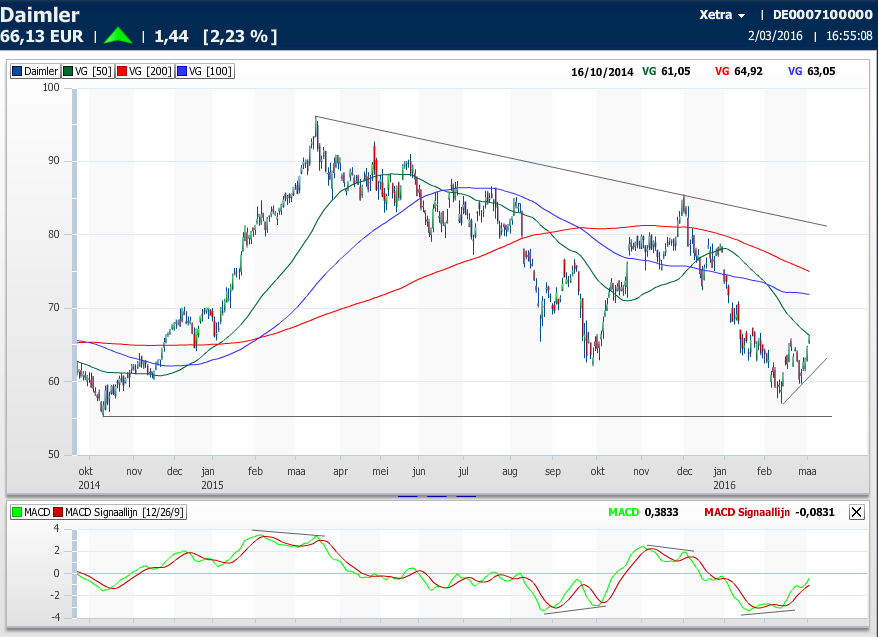 Daimler
Xetra | DE0007100000
66,13 EUR | | 1,44 [2,23 %]
2/03/2016 | 16:55:08
Daimler VG [50] VG [200] VG [100]
16/10/2014 VG 61,05 VG 64,92 VG 63,05
100
90
80
70
60
50
okt nov dec jan feb maa apr mei jun jul aug sep okt nov dec jan feb maa
2014 2015 2016
MACD MACD Signaallijn [12/26/9]
MACD 0,3833 MACD Signaallijn -0,0831
4
2
0
-2
-4